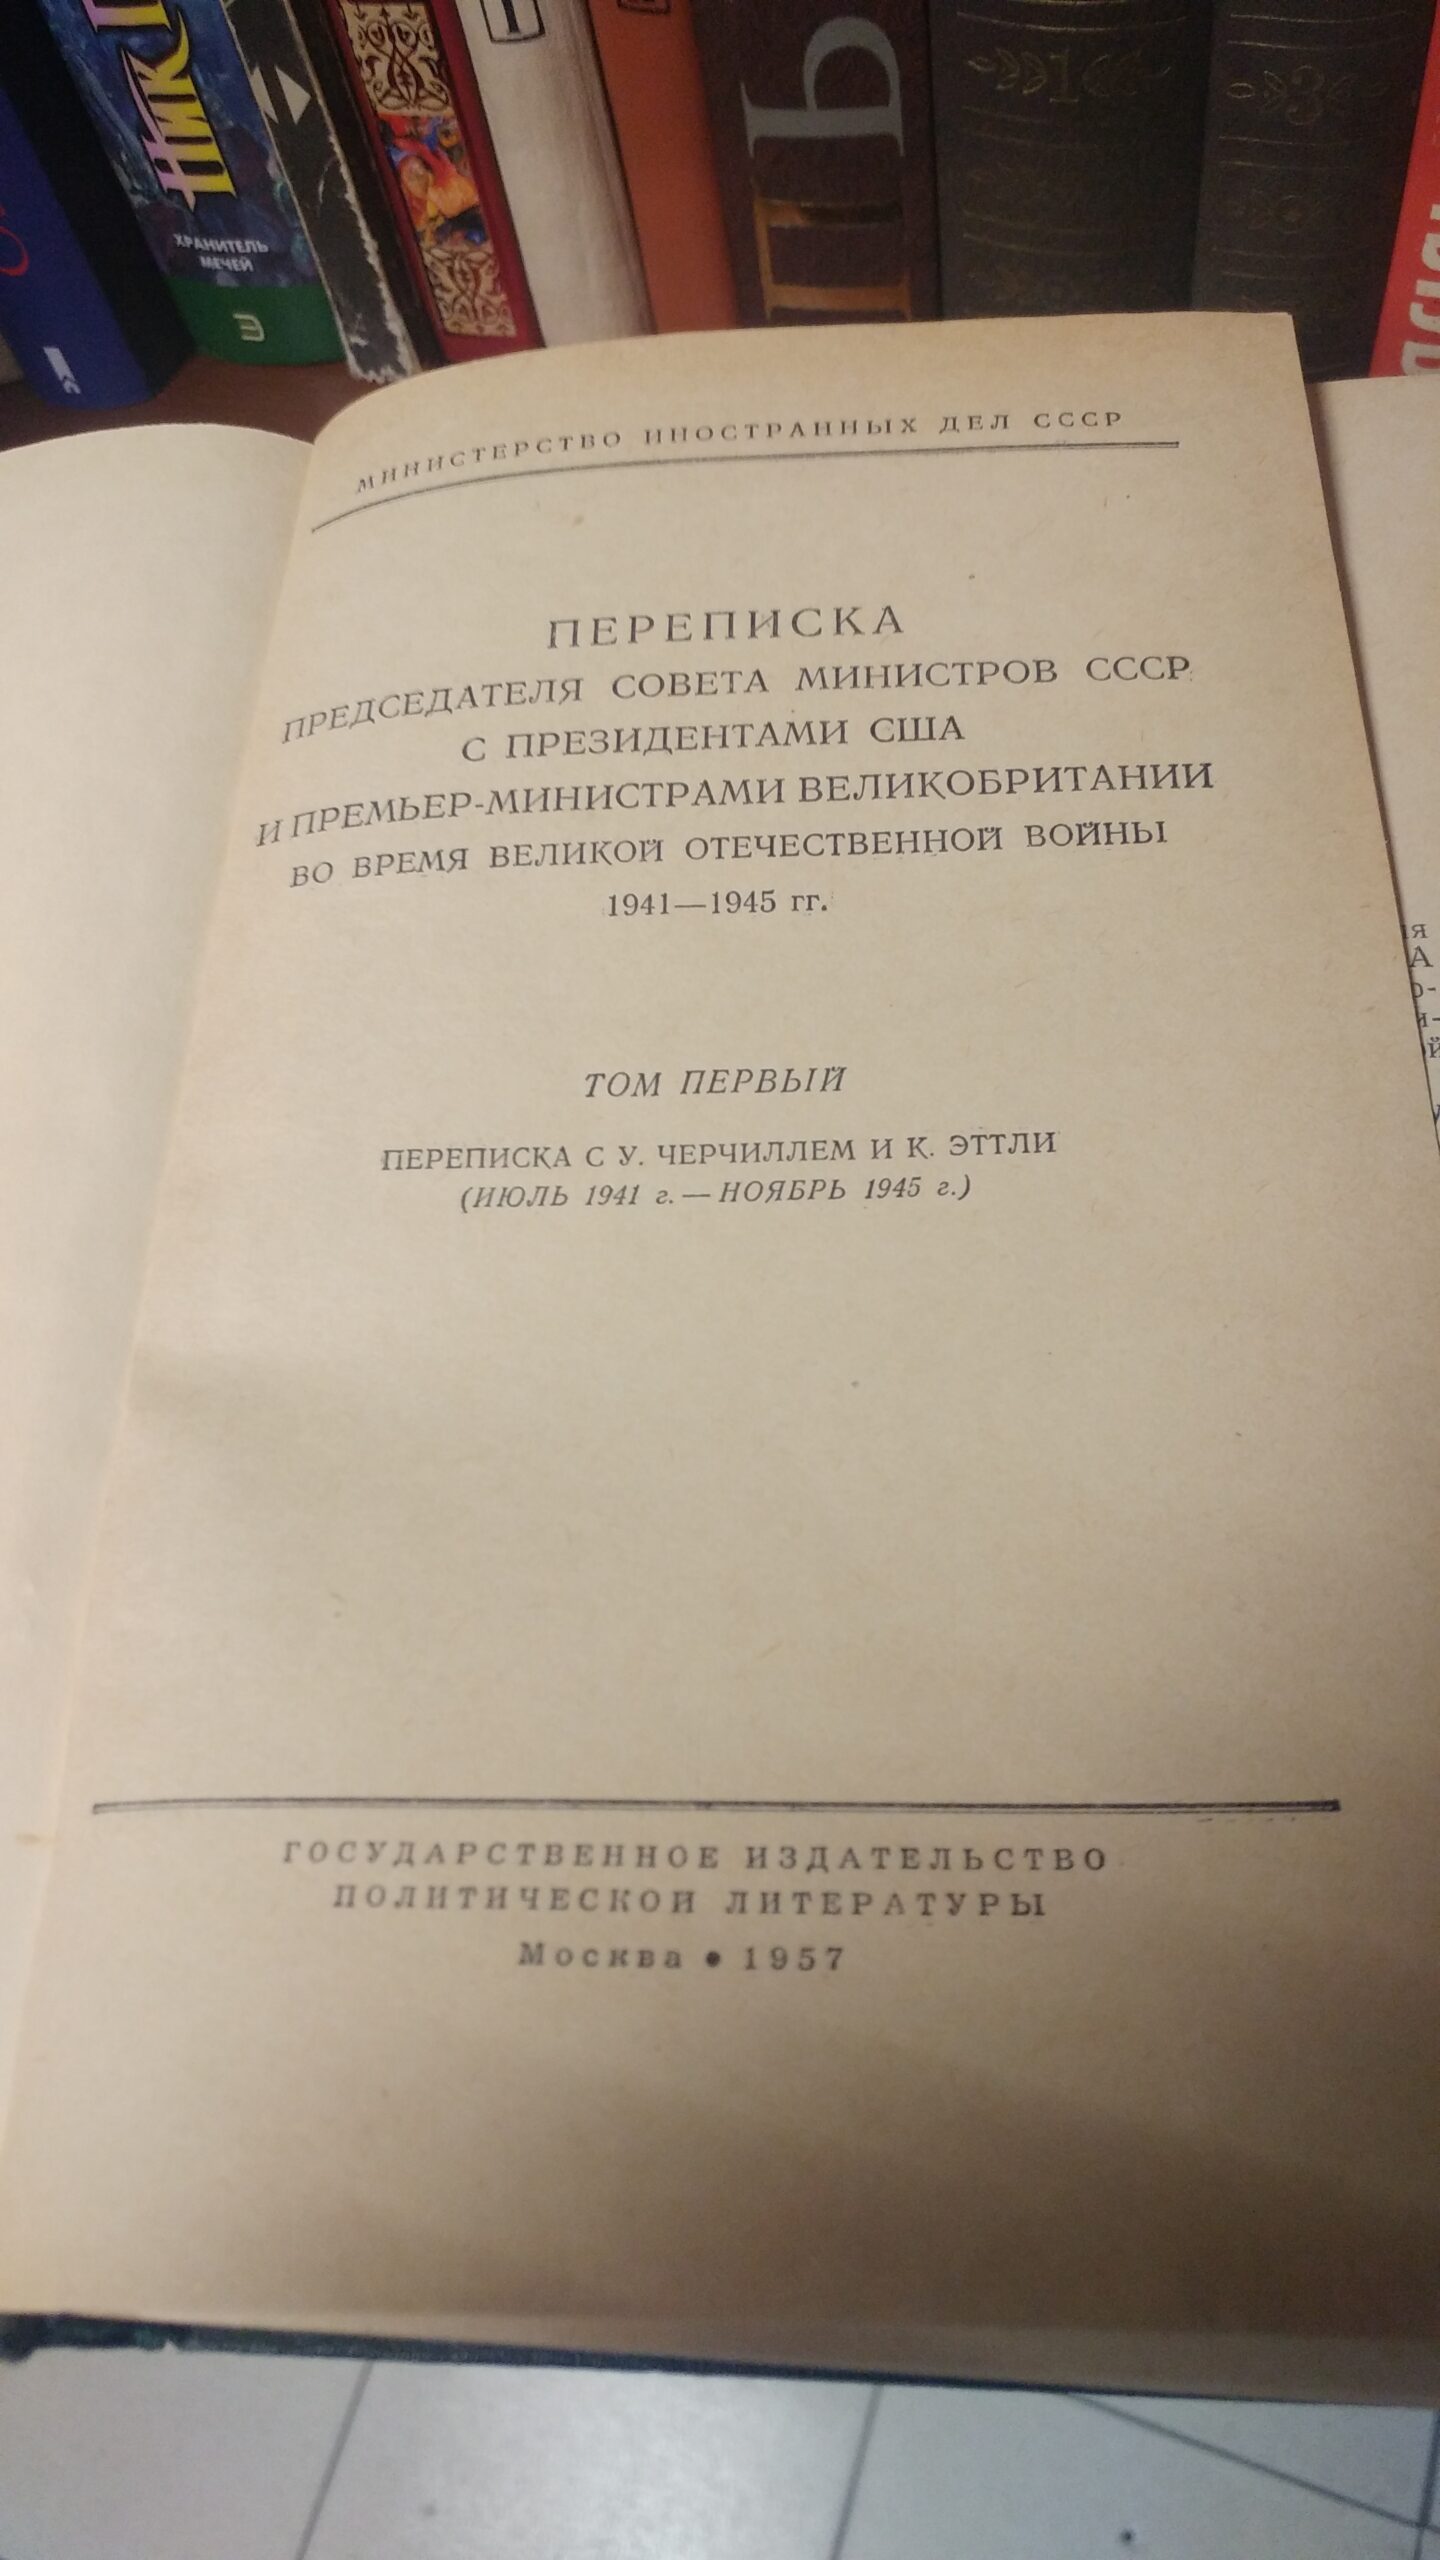 НИК П
ХРАНИТЕЛЬ
МЕЧЕЙ
Э
МИНИСТЕРСТВО ИНОСТРАННЫХ ДЕЛ СССР
ПЕРЕПИСКА
ПРЕДСЕДАТЕЛЯ СОВЕТА МИНИСТРОВ СССР
С ПРЕЗИДЕНТАМИ США
И ПРЕМЬЕР-МИНИСТРАМИ ВЕЛИКОБРИТАНИИ
ВО ВРЕМЯ ВЕЛИКОЙ ОТЕЧЕСТВЕННОЙ ВОЙНЫ
1941—1945 гг.
ТОМ ПЕРВЫЙ
ПЕРЕПИСКА С У. ЧЕРЧИЛЛЕМ И К. ЭТТЛИ
(ИЮЛЬ 1941 г. — НОЯБРЬ 1945 г.)
ГОСУДАРСТВЕННОЕ ИЗДАТЕЛЬСТВО
ПОЛИТИЧЕСКОЙ ЛИТЕРАТУРЫ
Москва • 1957